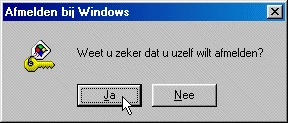 Afmelden bij Windows
Weet u zeker dat u uzelf wilt afmelden?
Ja
Nee